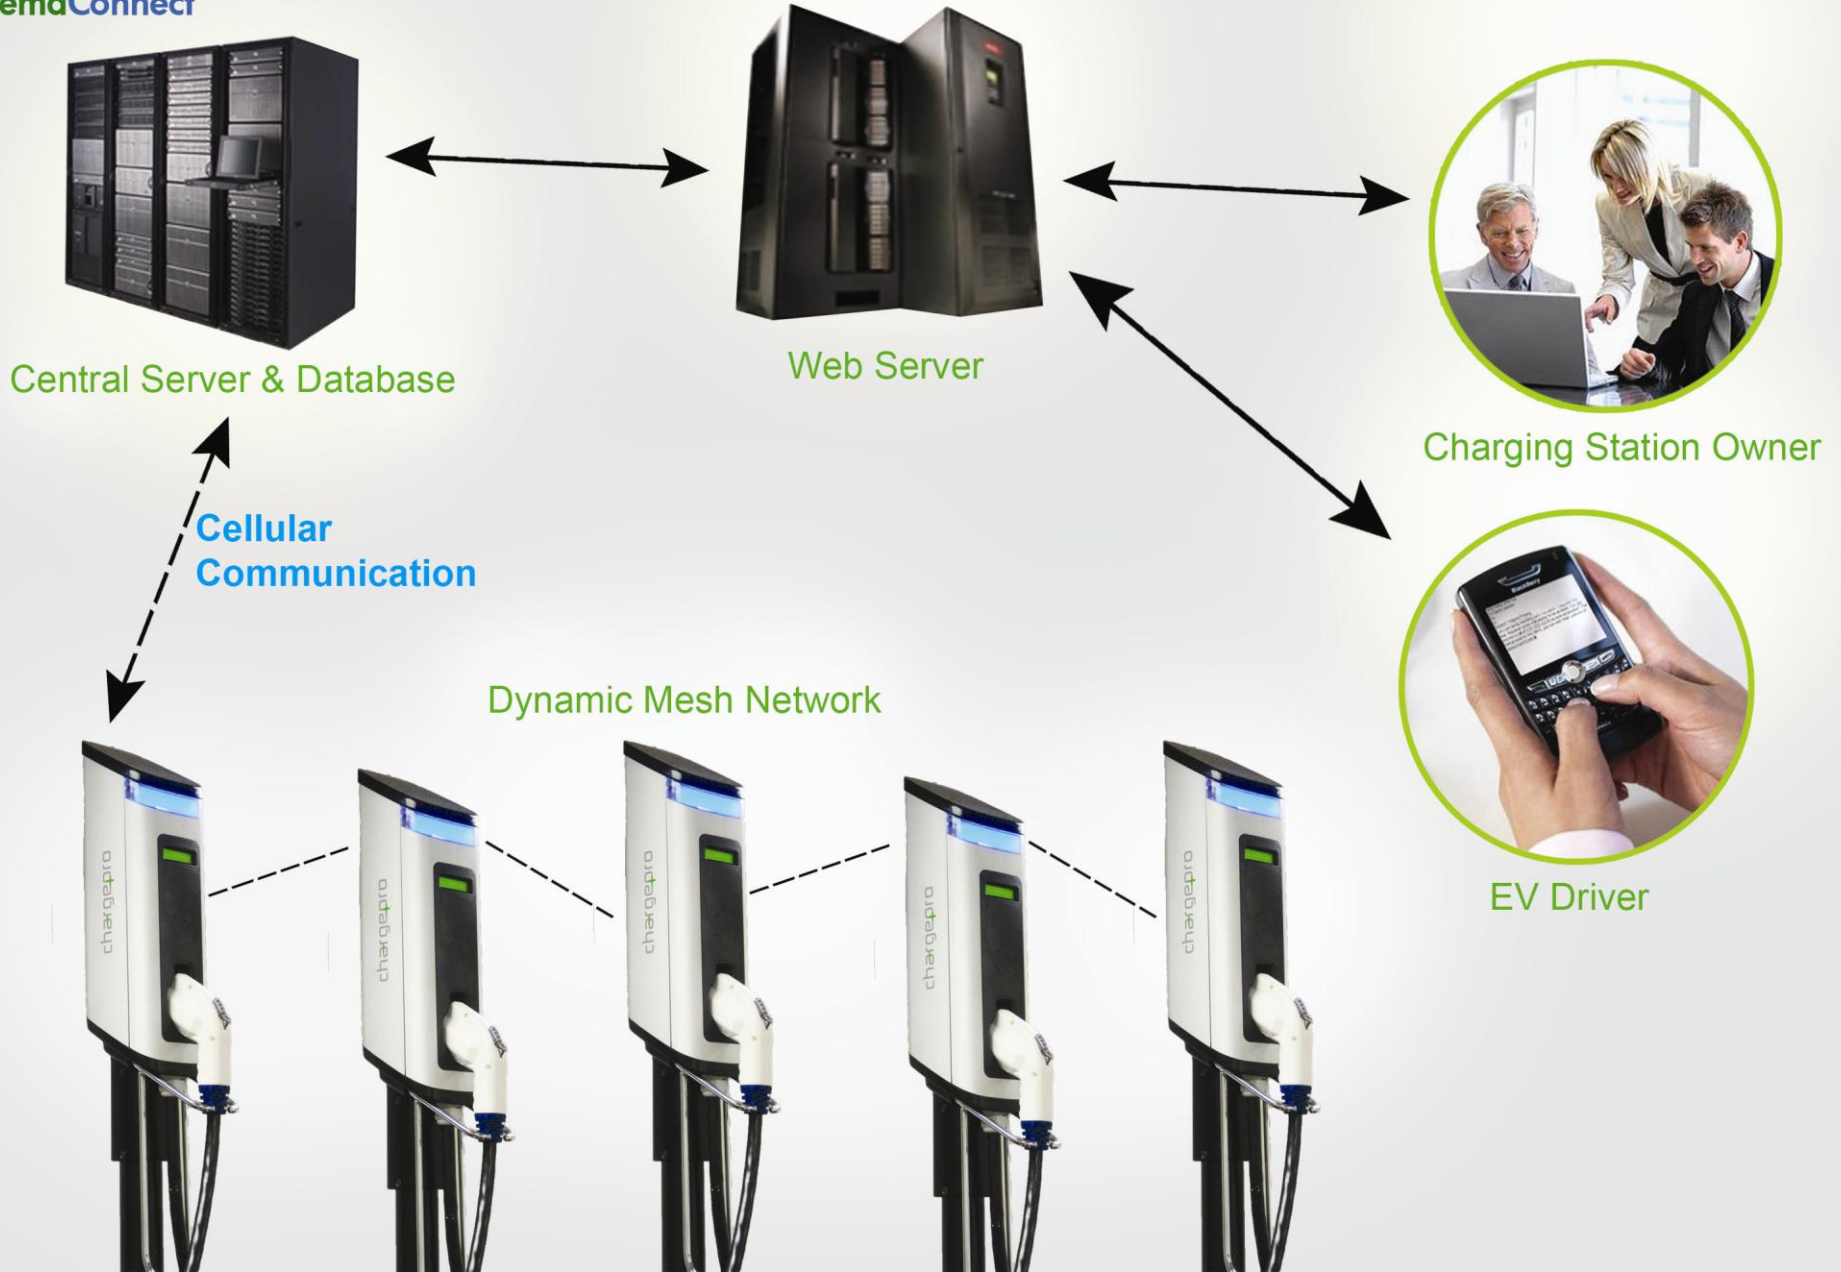 emaConnect
Central Server & Database
Web Server
Charging Station Owner
Cellular
Communication
Dynamic Mesh Network
BlackBerry
EV Driver
chargepro
chargepro
chargepro
chargepro
chargepro